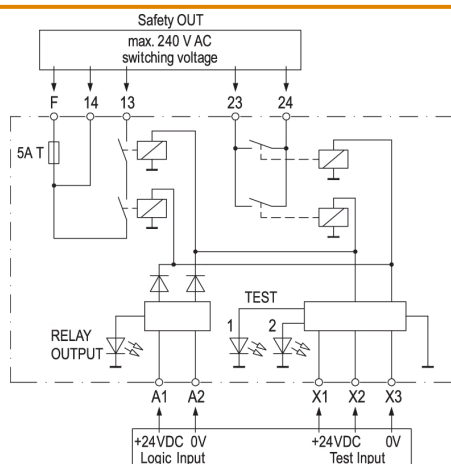 Safety OUT
max. 240 V AC
switching voltage
F 14 13 23 24
5A T
TEST
1 2
RELAY
OUTPUT
A1 A2 X1 X2 X3
+24VDC 0V +24VDC 0V
Logic Input Test Input